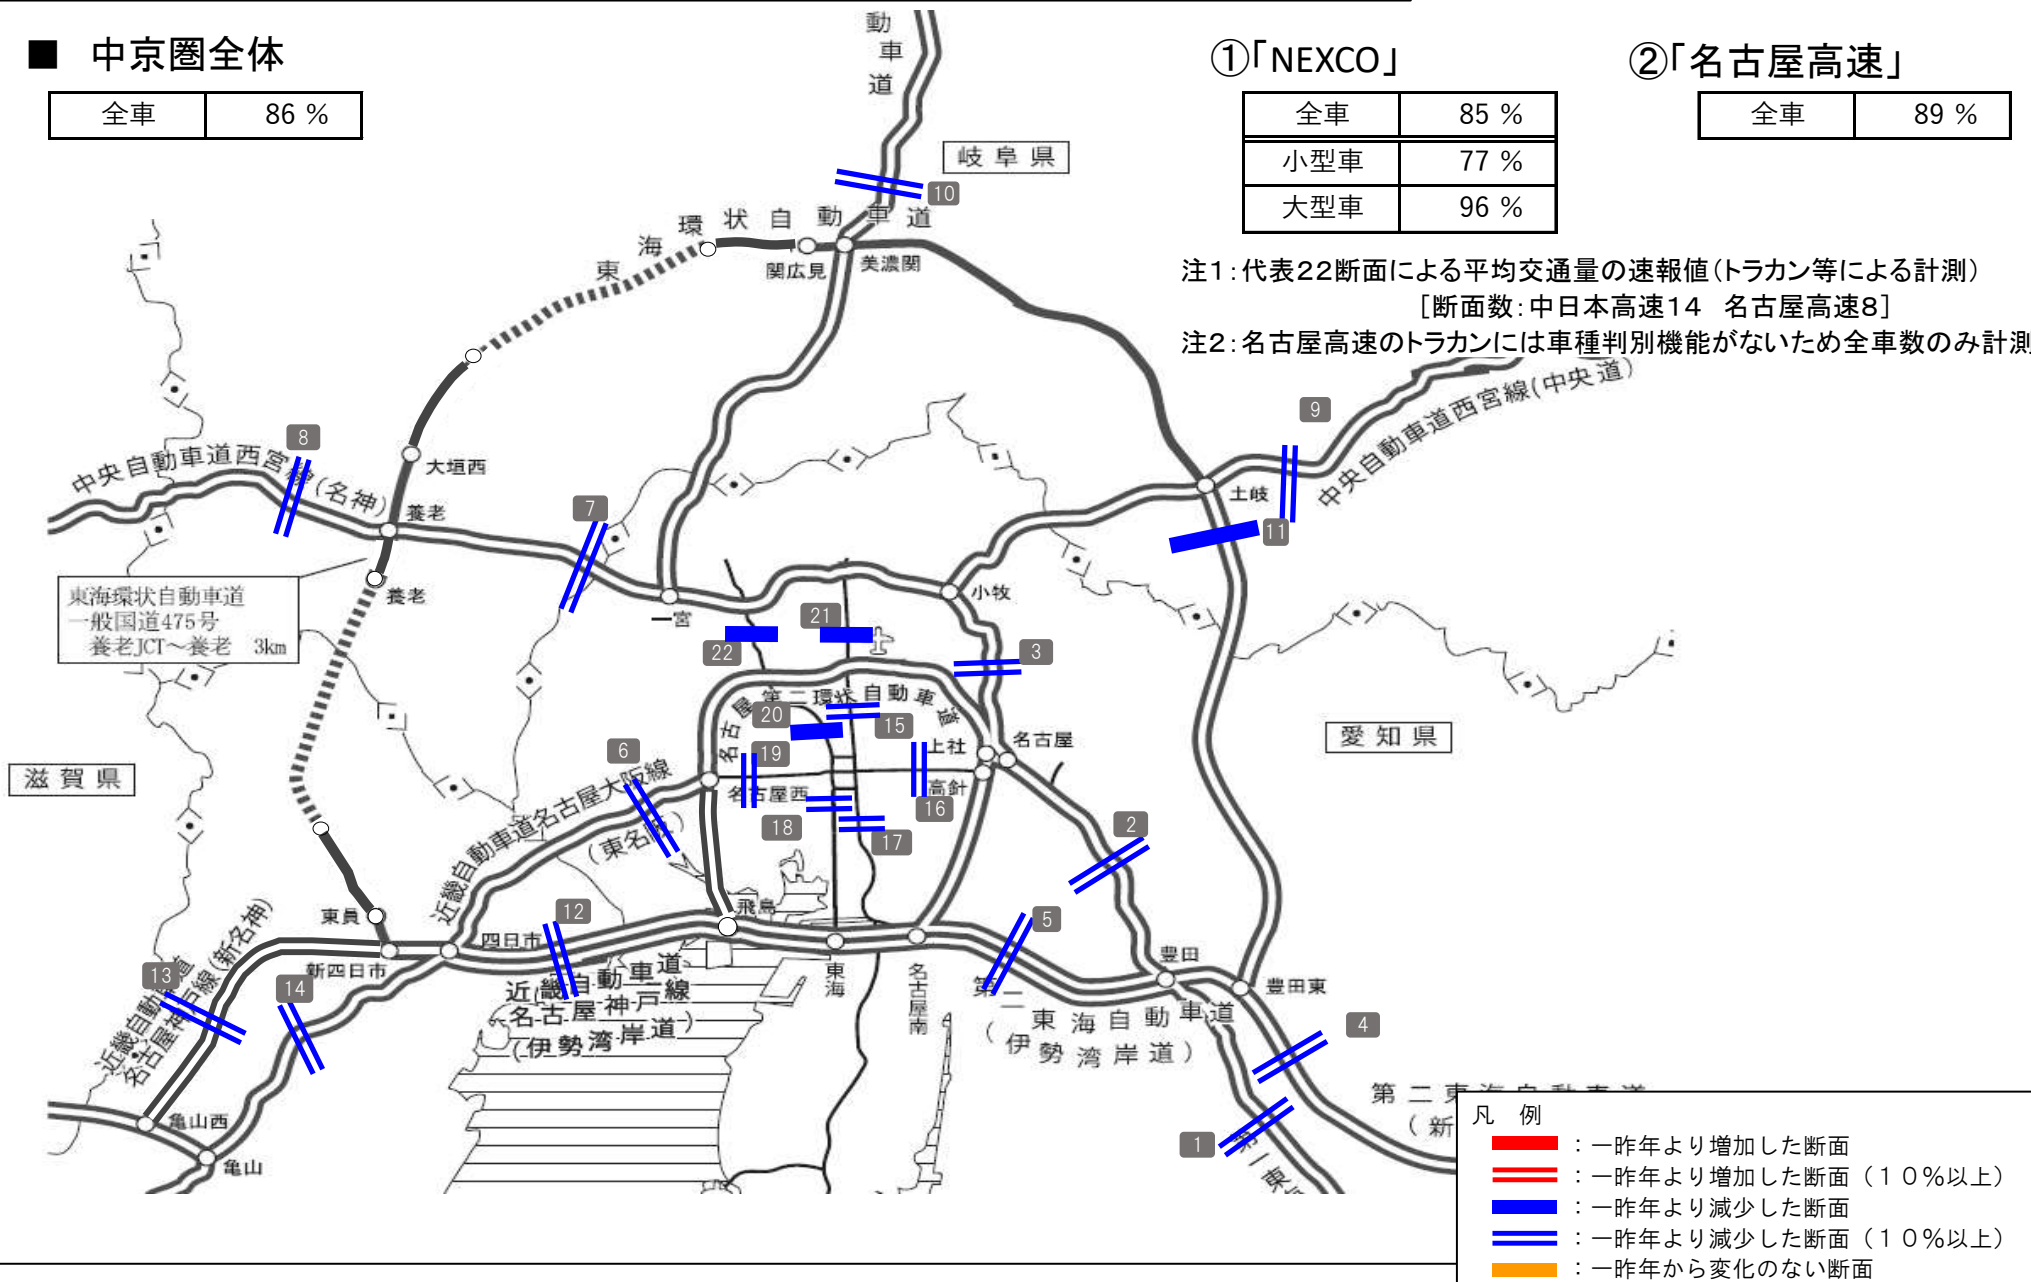 ■ 中京圏全体
全車 86 %
①「NEXCO」
全車 85 %
小型車 77 %
大型車 96 %
②「名古屋高速」
全車 89 %
注1：代表22断面による平均交通量の速報値（トラカン等による計測）
［断面数：中日本高速14　名古屋高速8］
注2：名古屋高速のトラカンには車種判別機能がないため全車数のみ計測
動車道
岐阜県
10
東海環状自動車道
関広見
美濃関
9
中央自動車道西宮線(中央道)
8
中央自動車道西宮線(名神)
大垣西
養老
7
土岐
11
東海環状自動車道
一般国道475号
養老JCT～養老　3km
養老
一宮
小牧
21
22
3
名古屋第二環状自動車道
20
15
19
上社
名古屋
愛知県
滋賀県
6
近畿自動車道名古屋大阪線
(東名阪)
名古屋西
高針
16
18
17
2
東員
12
四日市
飛島
5
新四日市
13
14
近畿自動車道
名古屋神戸線(新名神)
近畿自動車道
名古屋神戸線
(伊勢湾岸道)
東海
名古屋南
豊田
豊田東
第二東海自動車道
(伊勢湾岸道)
4
亀山西
亀山
1
第一東
第二東海自動車道
(新
凡　例
：一昨年より増加した断面
：一昨年より増加した断面（１０％以上）
：一昨年より減少した断面
：一昨年より減少した断面（１０％以上）
：一昨年から変化のない断面